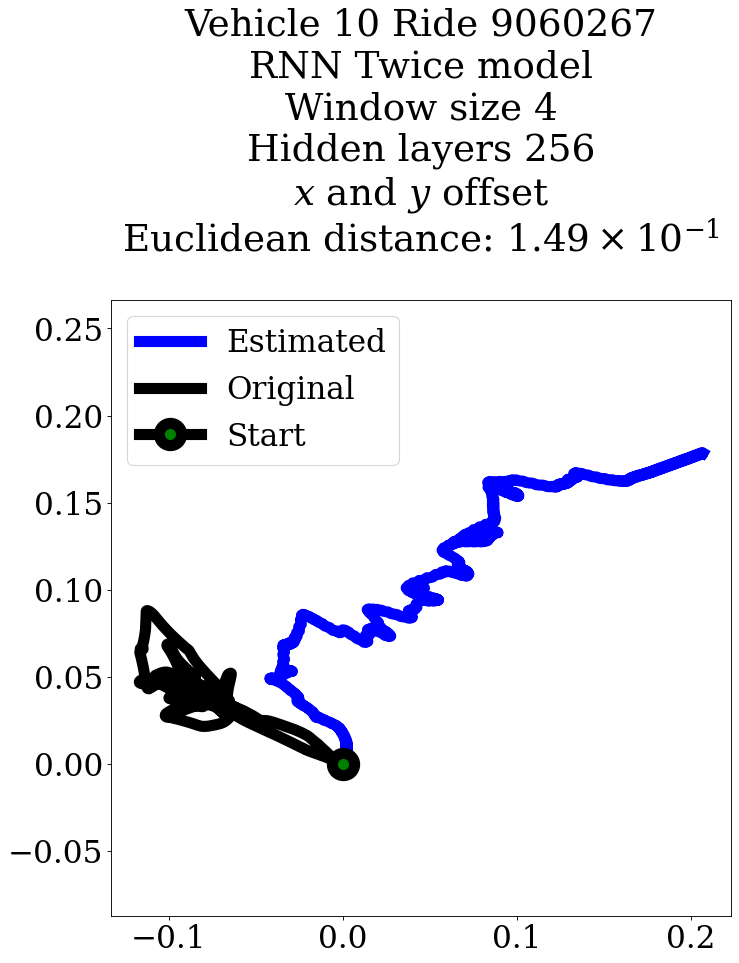 Vehicle 10 Ride 9060267
RNN Twice model
Window size 4
Hidden layers 256
x and y offset
Euclidean distance: 1.49 × 10⁻¹
Estimated
Original
Start
0.25
0.20
0.15
0.10
0.05
0.00
−0.05
−0.1 0.0 0.1 0.2